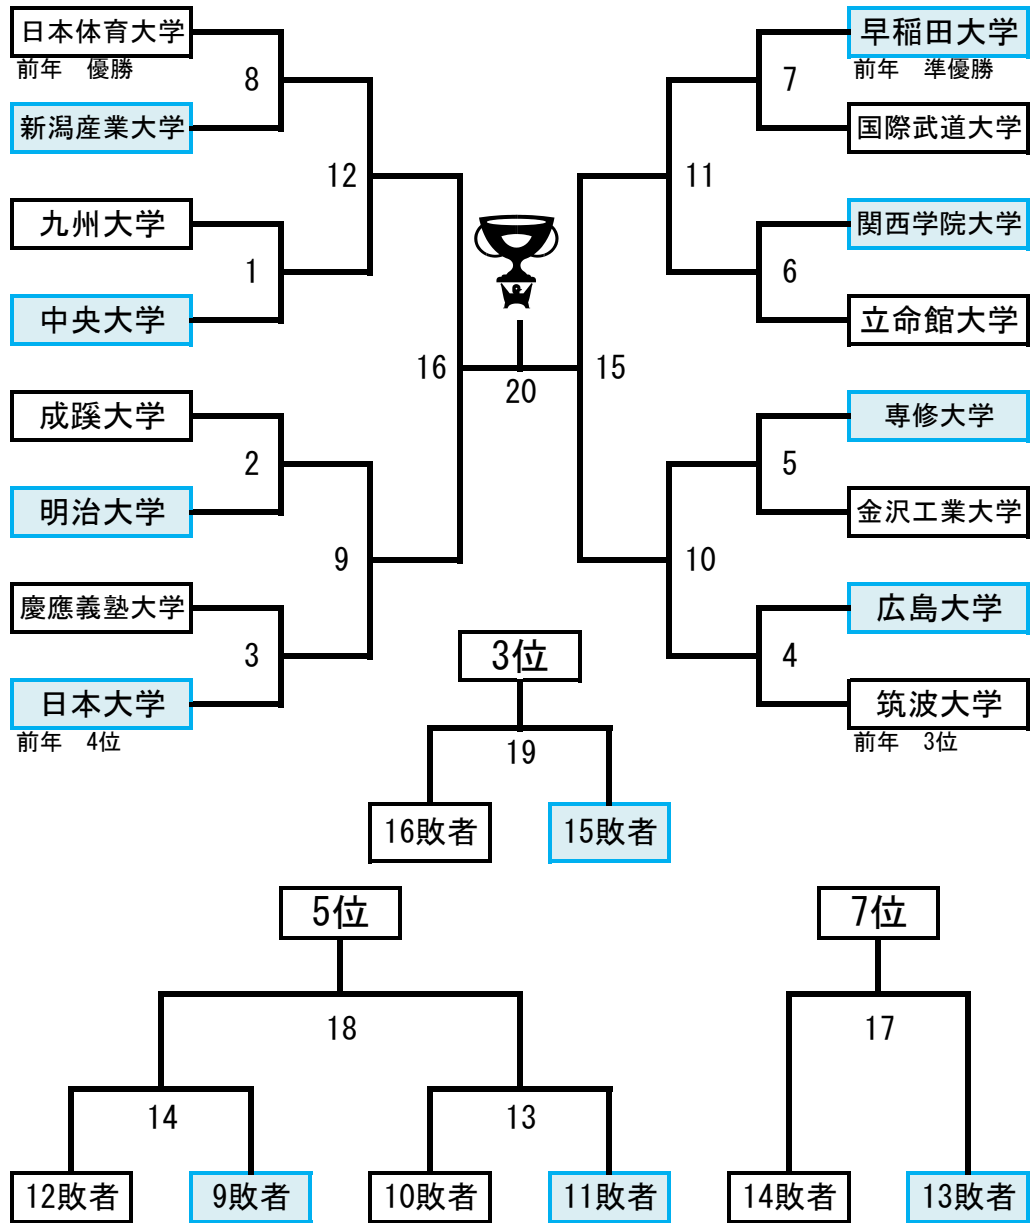 日本体育大学
前年 優勝
8
新潟産業大学
12
九州大学
1
中央大学
16
成蹊大学
2
明治大学
9
慶應義塾大学
3
日本大学
前年 4位
20
早稲田大学
前年 準優勝
7
国際武道大学
11
関西学院大学
6
立命館大学
15
専修大学
5
金沢工業大学
10
広島大学
4
筑波大学
前年 3位
3位
19
16敗者
15敗者
5位
18
14
13
12敗者
9敗者
10敗者
11敗者
7位
17
14敗者
13敗者